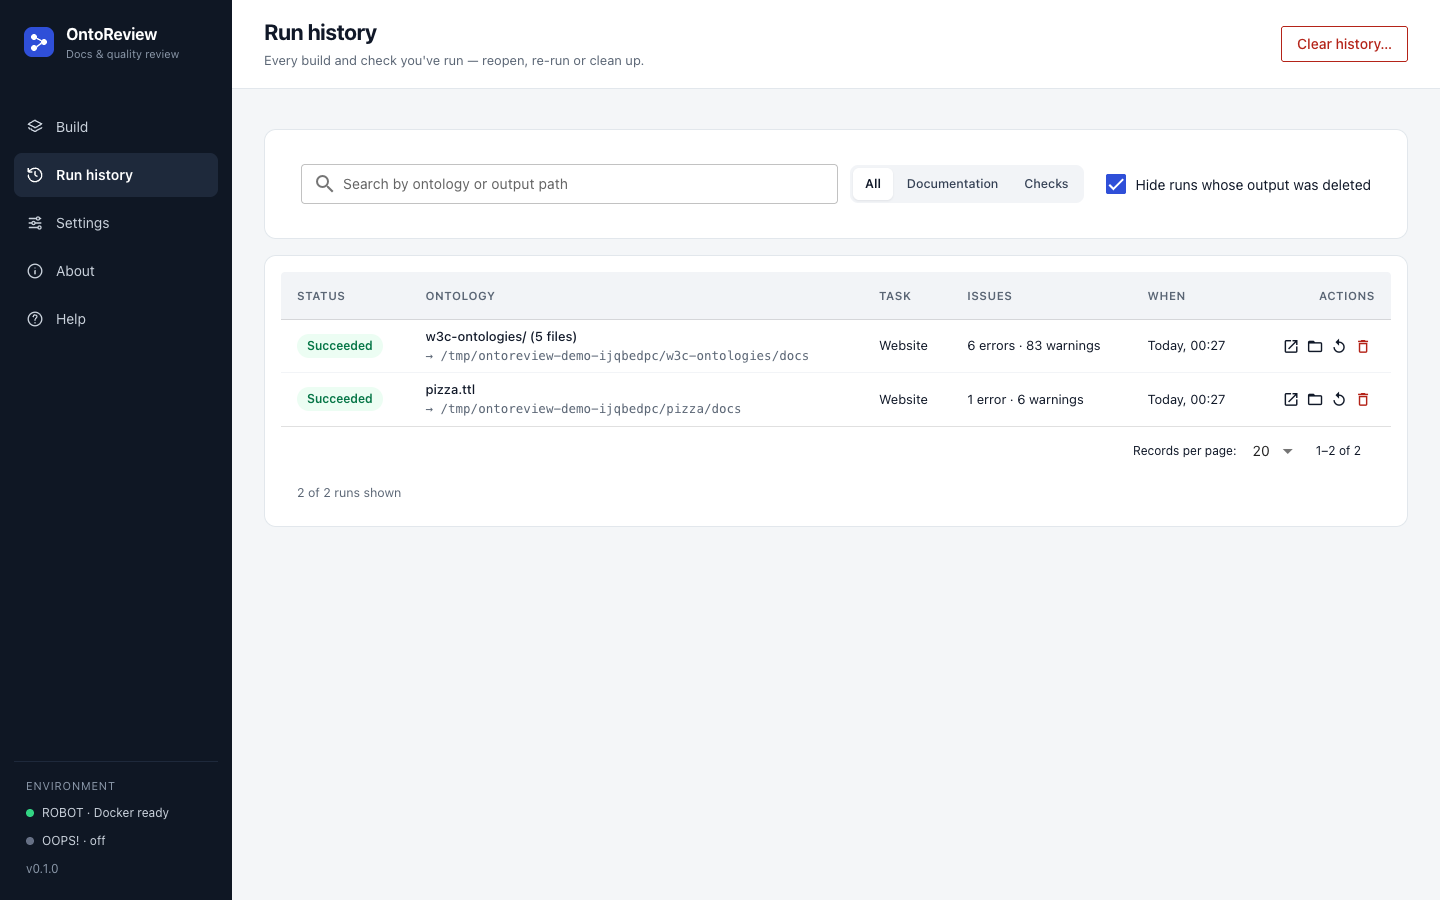 OntoReview
Docs & quality review
Build
Run history
Settings
About
Help
ENVIRONMENT
ROBOT · Docker ready
OOPS! · off
v0.1.0
Run history
Every build and check you've run — reopen, re-run or clean up.
Clear history...
Search by ontology or output path
All Documentation Checks
Hide runs whose output was deleted
STATUS ONTOLOGY TASK ISSUES WHEN ACTIONS
Succeeded w3c-ontologies/ (5 files) Website 6 errors · 83 warnings Today, 00:27
→ /tmp/ontoreview-demo-ijqbedpc/w3c-ontologies/docs
Succeeded pizza.ttl Website 1 error · 6 warnings Today, 00:27
→ /tmp/ontoreview-demo-ijqbedpc/pizza/docs
Records per page: 20 1–2 of 2
2 of 2 runs shown